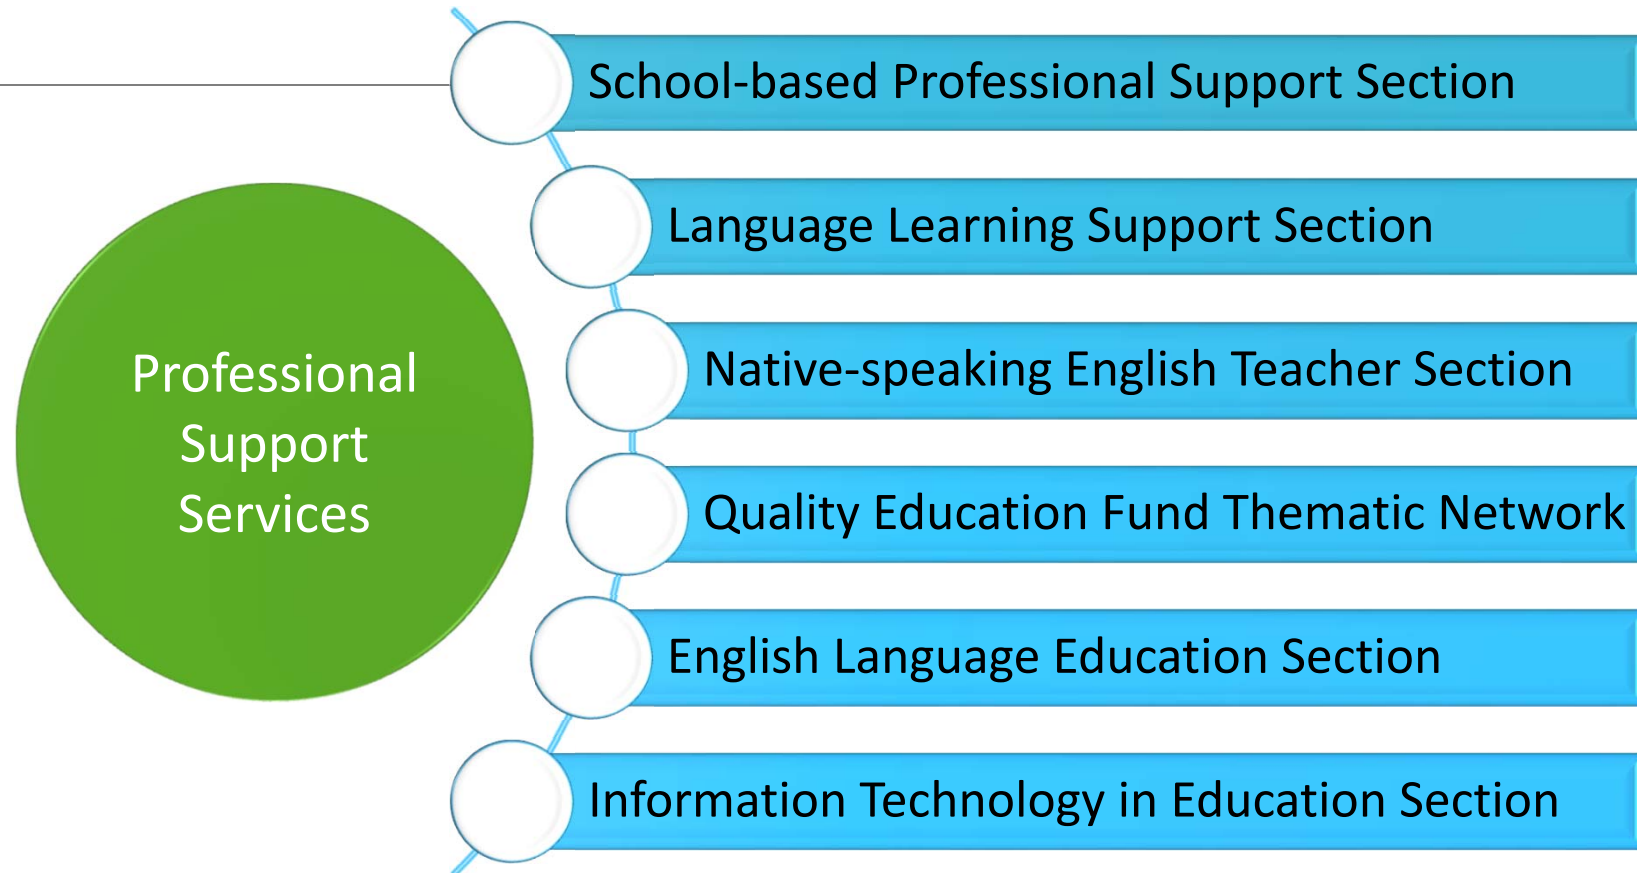 School-based Professional Support Section
Language Learning Support Section
Native-speaking English Teacher Section
Professional
Support
Services
Quality Education Fund Thematic Network
English Language Education Section
Information Technology in Education Section